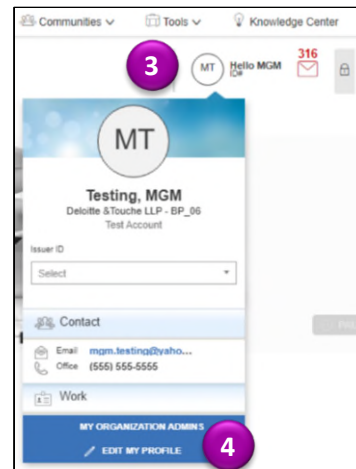 Communities Tools Knowledge Center
3 MT Hello MGM 316
ID#
MT
Testing, MGM
Deloitte &Touche LLP - BP_06
Test Account
Issuer ID
Select
Contact
Email mgm.testing@yaho...
Office (555) 555-5555
Work
MY ORGANIZATION ADMINS
EDIT MY PROFILE 4